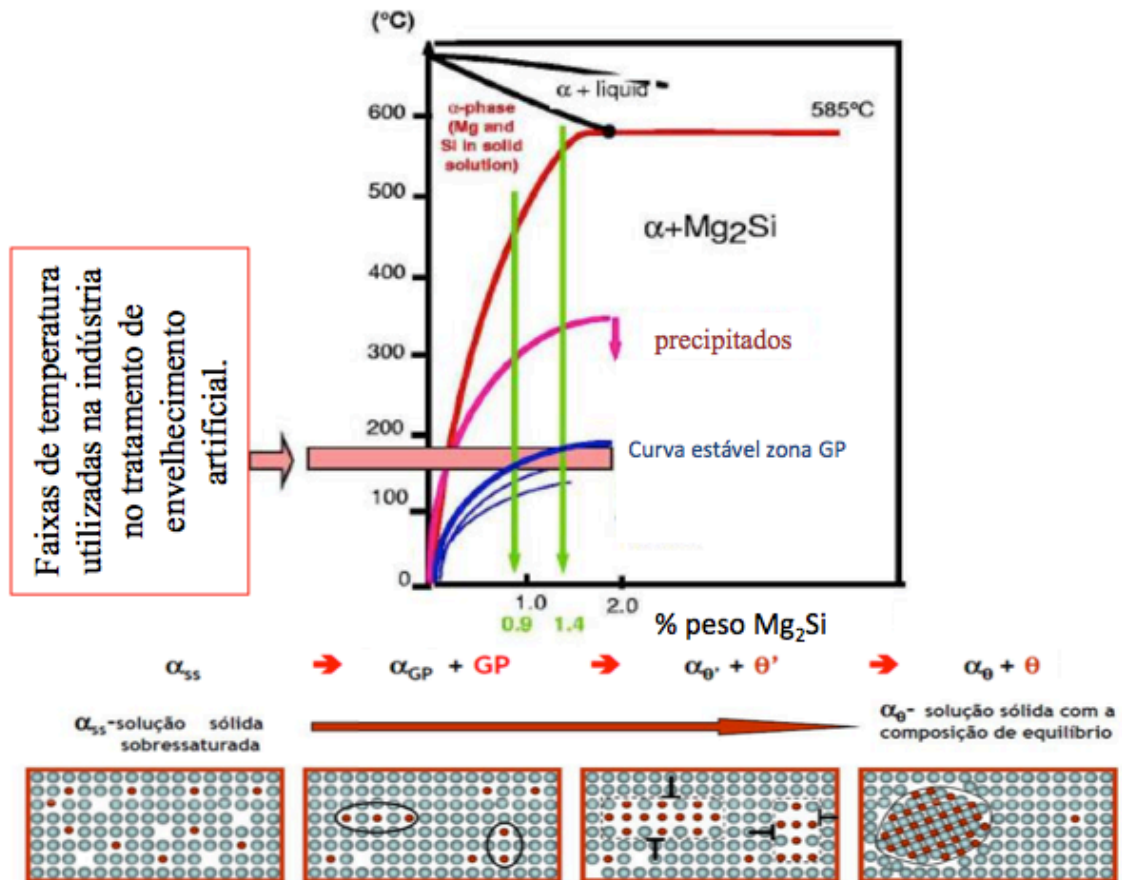 (°C)
α + liquid
α-phase
(Mg and
Si in solid
solution)
585°C
600
500
400
300
200
100
0
α+Mg₂Si
precipitados
Curva estável zona GP
Faixas de temperatura
utilizadas na indústria
no tratamento de
envelhecimento
artificial.
1.0
2.0
0.9
1.4
% peso Mg₂Si
αss → αGP + GP → αθ' + θ' → αθ + θ
αss-solução sólida
sobressaturada
αθ- solução sólida com a
composição de equilíbrio